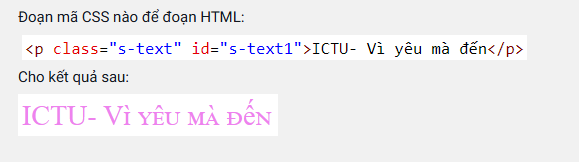 Đoạn mã CSS nào để đoạn HTML:
<p class="s-text" id="s-text1">ICTU- Vì yêu mà đến</p>
Cho kết quả sau:
ICTU- Vì yêu mà đến